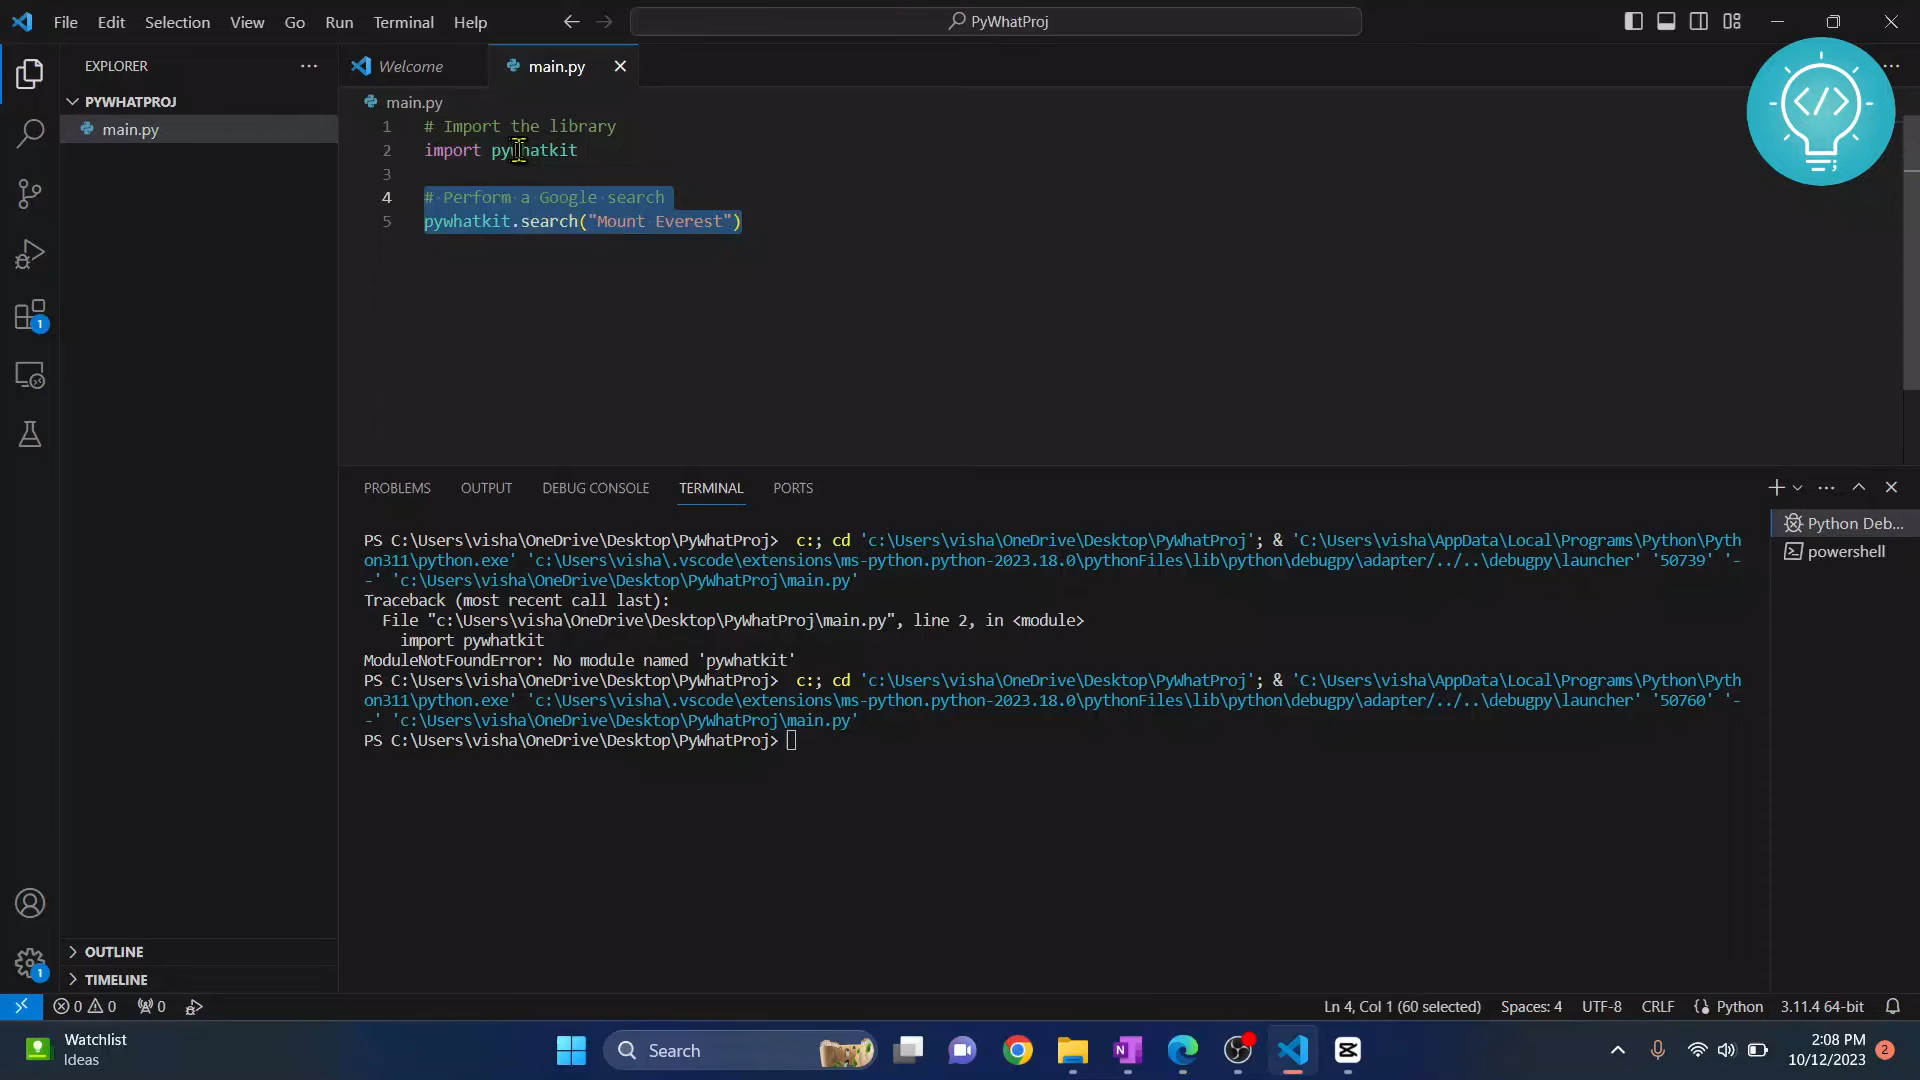 File Edit Selection View Go Run Terminal Help
PyWhatProj
EXPLORER
Welcome
main.py
PYWHATPROJ
main.py
main.py
1 # Import the library
2 import pywhatkit
3
4 # Perform a Google search
5 pywhatkit.search("Mount Everest")
</>
1
PROBLEMS OUTPUT DEBUG CONSOLE TERMINAL PORTS
Python Deb...
powershell
PS C:\Users\visha\OneDrive\Desktop\PyWhatProj>  c:; cd 'c:\Users\visha\OneDrive\Desktop\PyWhatProj'; & 'C:\Users\visha\AppData\Local\Programs\Python\Pyth
on311\python.exe' 'c:\Users\visha\.vscode\extensions\ms-python.python-2023.18.0\pythonFiles\lib\python\debugpy\adapter/../..\debugpy\launcher' '50739' '-
-' 'c:\Users\visha\OneDrive\Desktop\PyWhatProj\main.py'
Traceback (most recent call last):
File "c:\Users\visha\OneDrive\Desktop\PyWhatProj\main.py", line 2, in <module>
import pywhatkit
ModuleNotFoundError: No module named 'pywhatkit'
PS C:\Users\visha\OneDrive\Desktop\PyWhatProj>  c:; cd 'c:\Users\visha\OneDrive\Desktop\PyWhatProj'; & 'C:\Users\visha\AppData\Local\Programs\Python\Pyth
on311\python.exe' 'c:\Users\visha\.vscode\extensions\ms-python.python-2023.18.0\pythonFiles\lib\python\debugpy\adapter/../..\debugpy\launcher' '50760' '-
-' 'c:\Users\visha\OneDrive\Desktop\PyWhatProj\main.py'
PS C:\Users\visha\OneDrive\Desktop\PyWhatProj>
OUTLINE
TIMELINE
1
0 0 0
Ln 4, Col 1 (60 selected) Spaces: 4 UTF-8 CRLF Python 3.11.4 64-bit
Watchlist
Ideas
Search
2:08 PM
10/12/2023
2